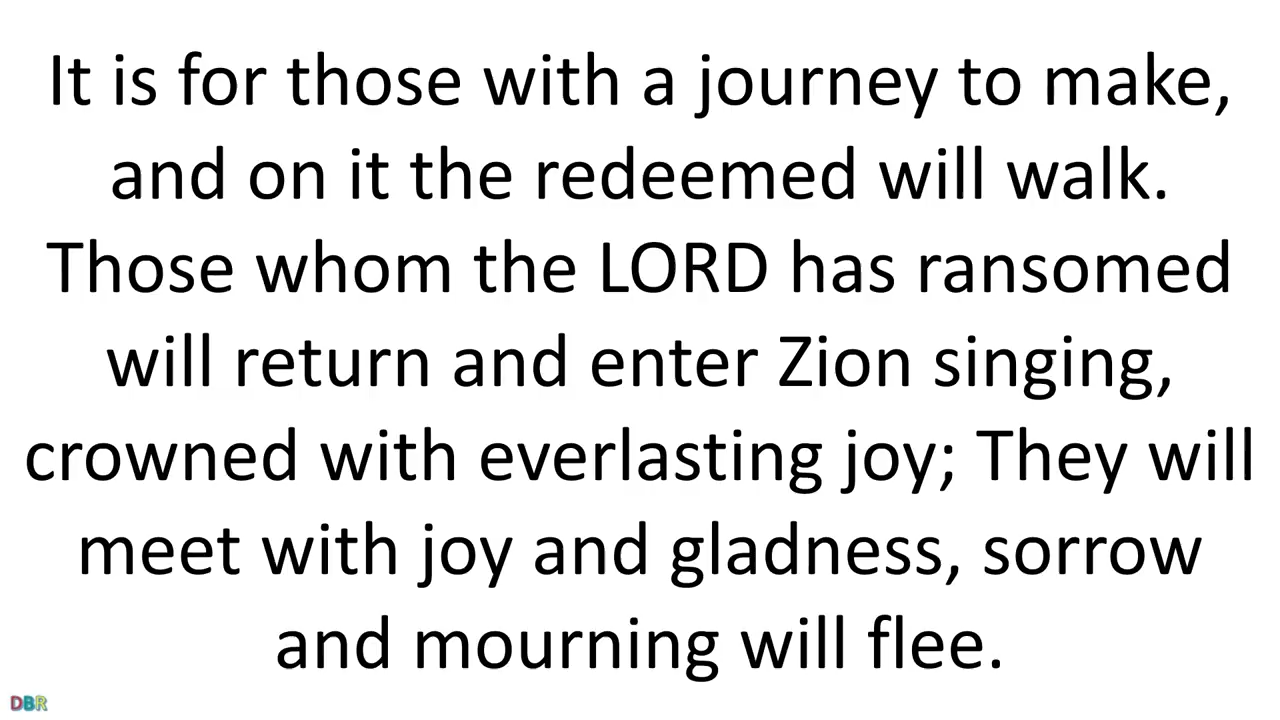 It is for those with a journey to make,
and on it the redeemed will walk.
Those whom the LORD has ransomed
will return and enter Zion singing,
crowned with everlasting joy; They will
meet with joy and gladness, sorrow
and mourning will flee.
DBR